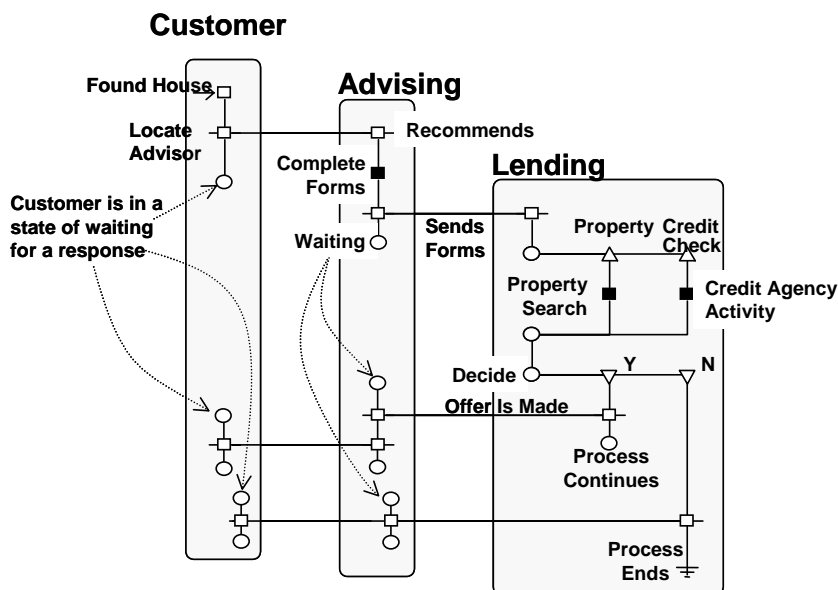 Customer
Found House
Advising
Locate
Advisor
Recommends
Complete
Forms
Lending
Customer is in a
state of waiting
for a response
Waiting
Sends
Forms
Property
Credit
Check
Property
Search
Credit Agency
Activity
Decide
Y
N
Offer Is Made
Process
Continues
Process
Ends